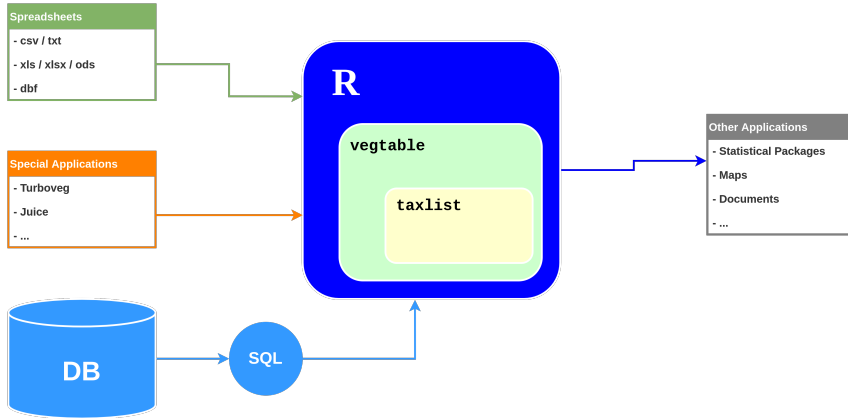 Spreadsheets
- csv / txt
- xls / xlsx / ods
- dbf
Special Applications
- Turboveg
- Juice
- ...
DB
SQL
R
vegtable
taxlist
Other Applications
- Statistical Packages
- Maps
- Documents
- ...